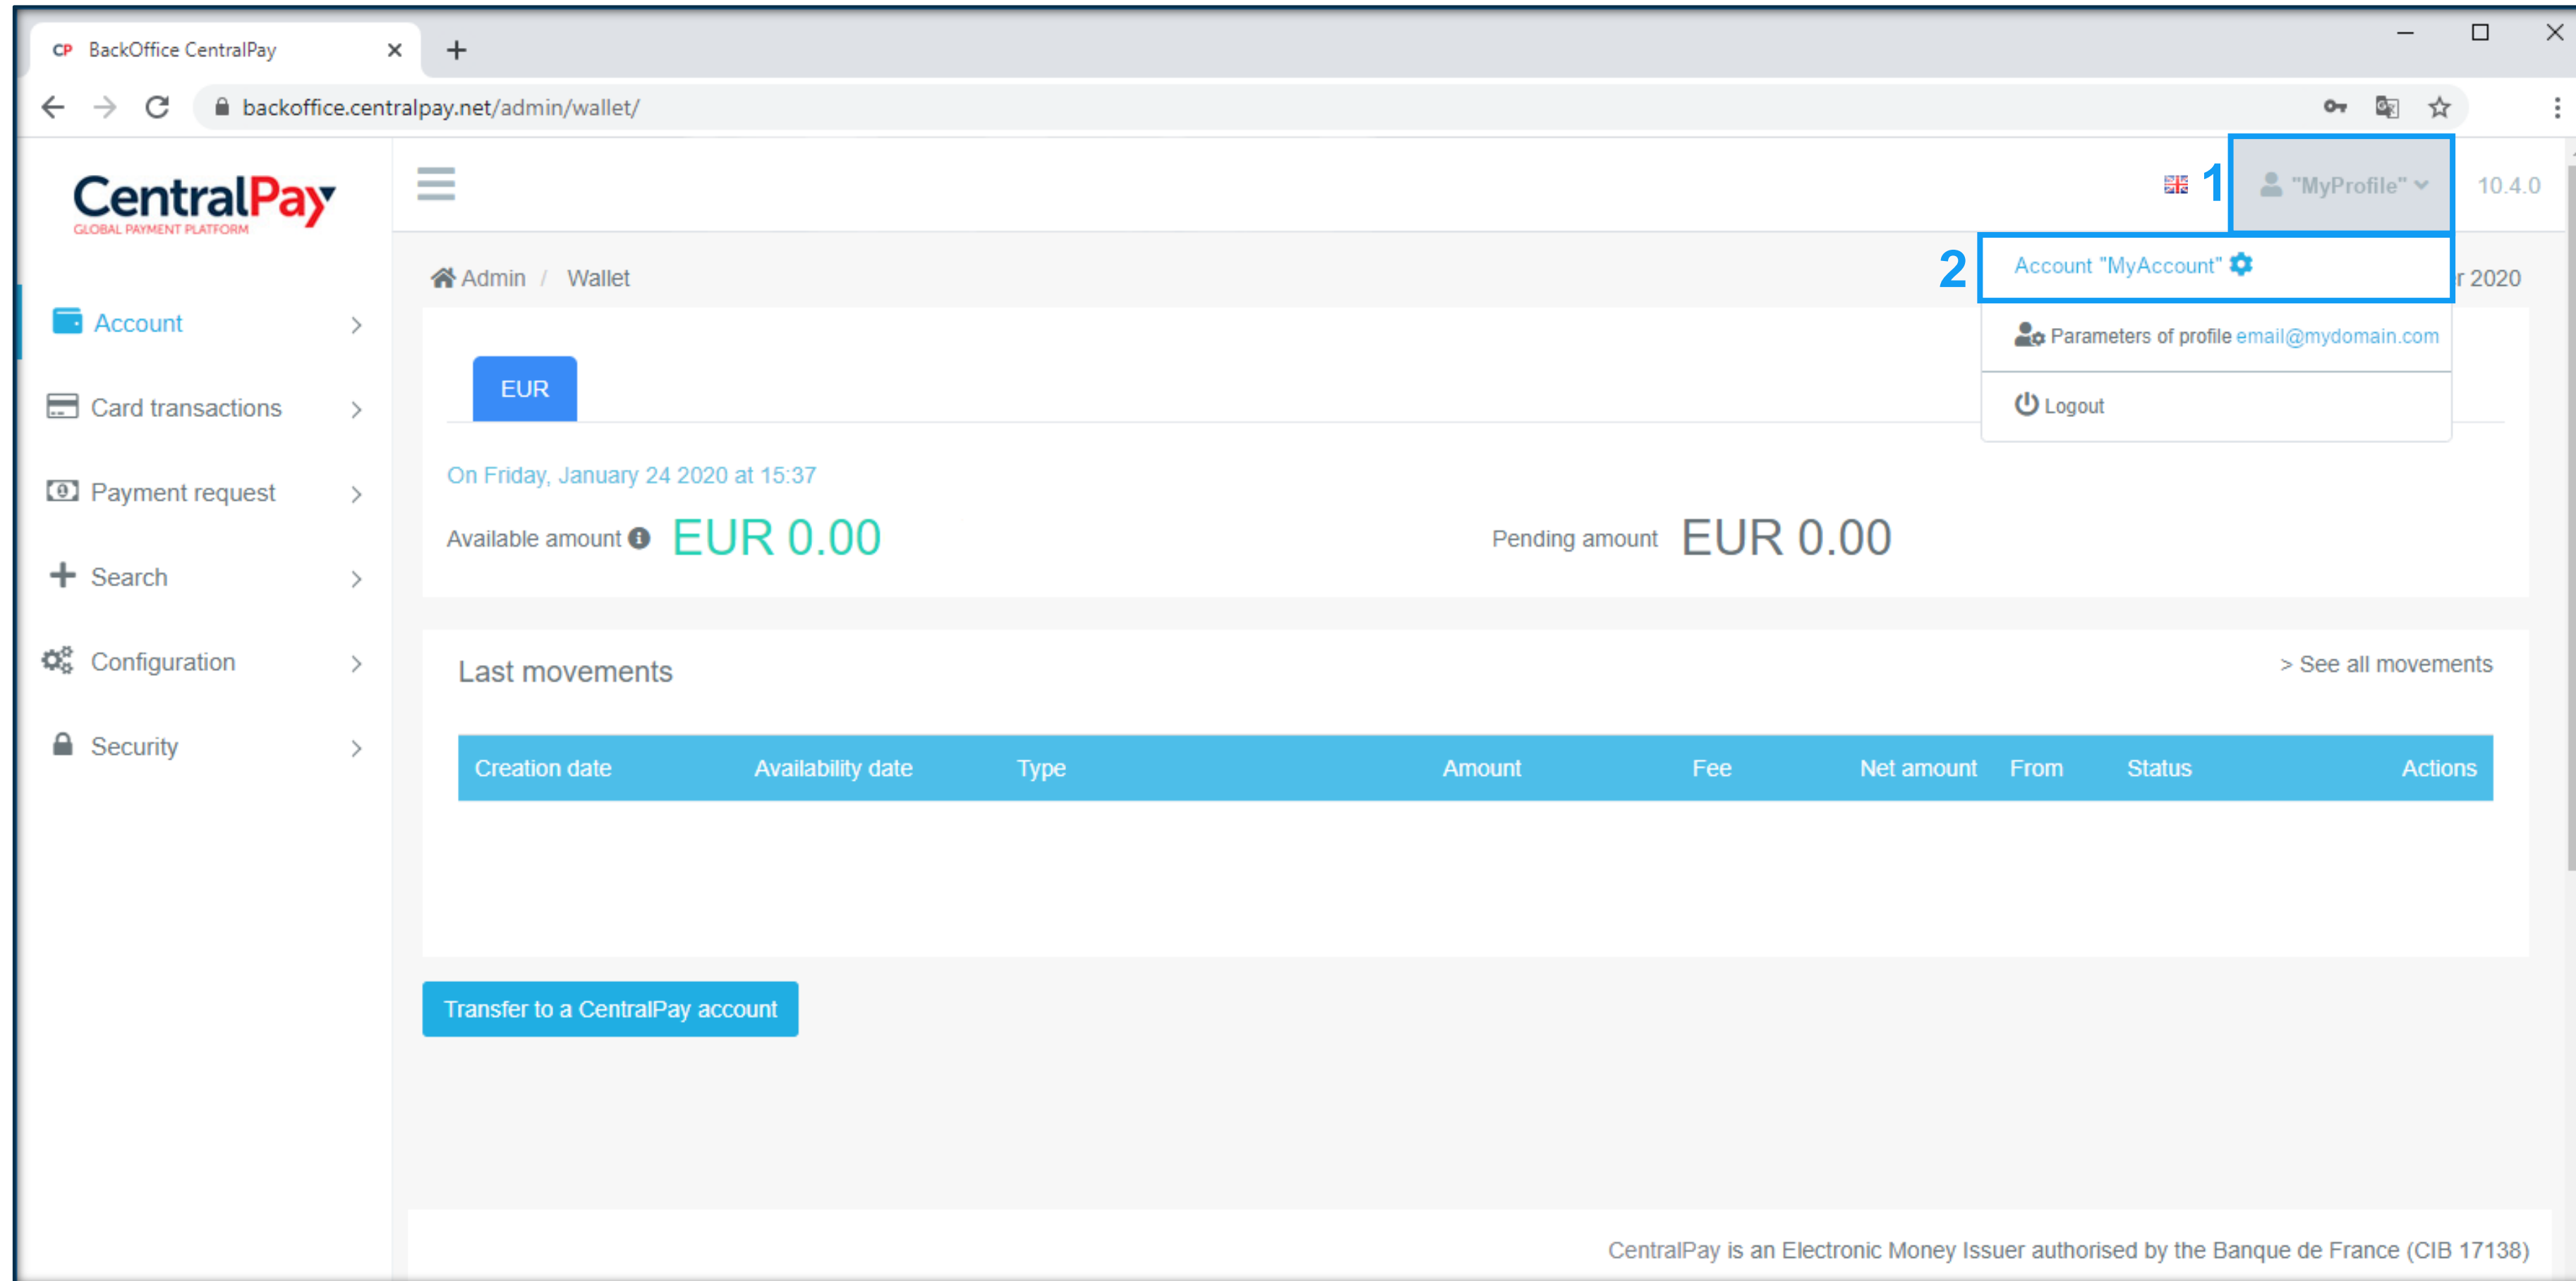 CP BackOffice CentralPay
backoffice.centralpay.net/admin/wallet/
CentralPay
GLOBAL PAYMENT PLATFORM
1 "MyProfile" 10.4.0
Admin / Wallet
2 Account "MyAccount"
r 2020
Parameters of profile email@mydomain.com
Logout
Account
Card transactions
Payment request
Search
Configuration
Security
EUR
On Friday, January 24 2020 at 15:37
Available amount EUR 0.00 Pending amount EUR 0.00
Last movements > See all movements
Creation date Availability date Type Amount Fee Net amount From Status Actions
Transfer to a CentralPay account
CentralPay is an Electronic Money Issuer authorised by the Banque de France (CIB 17138)